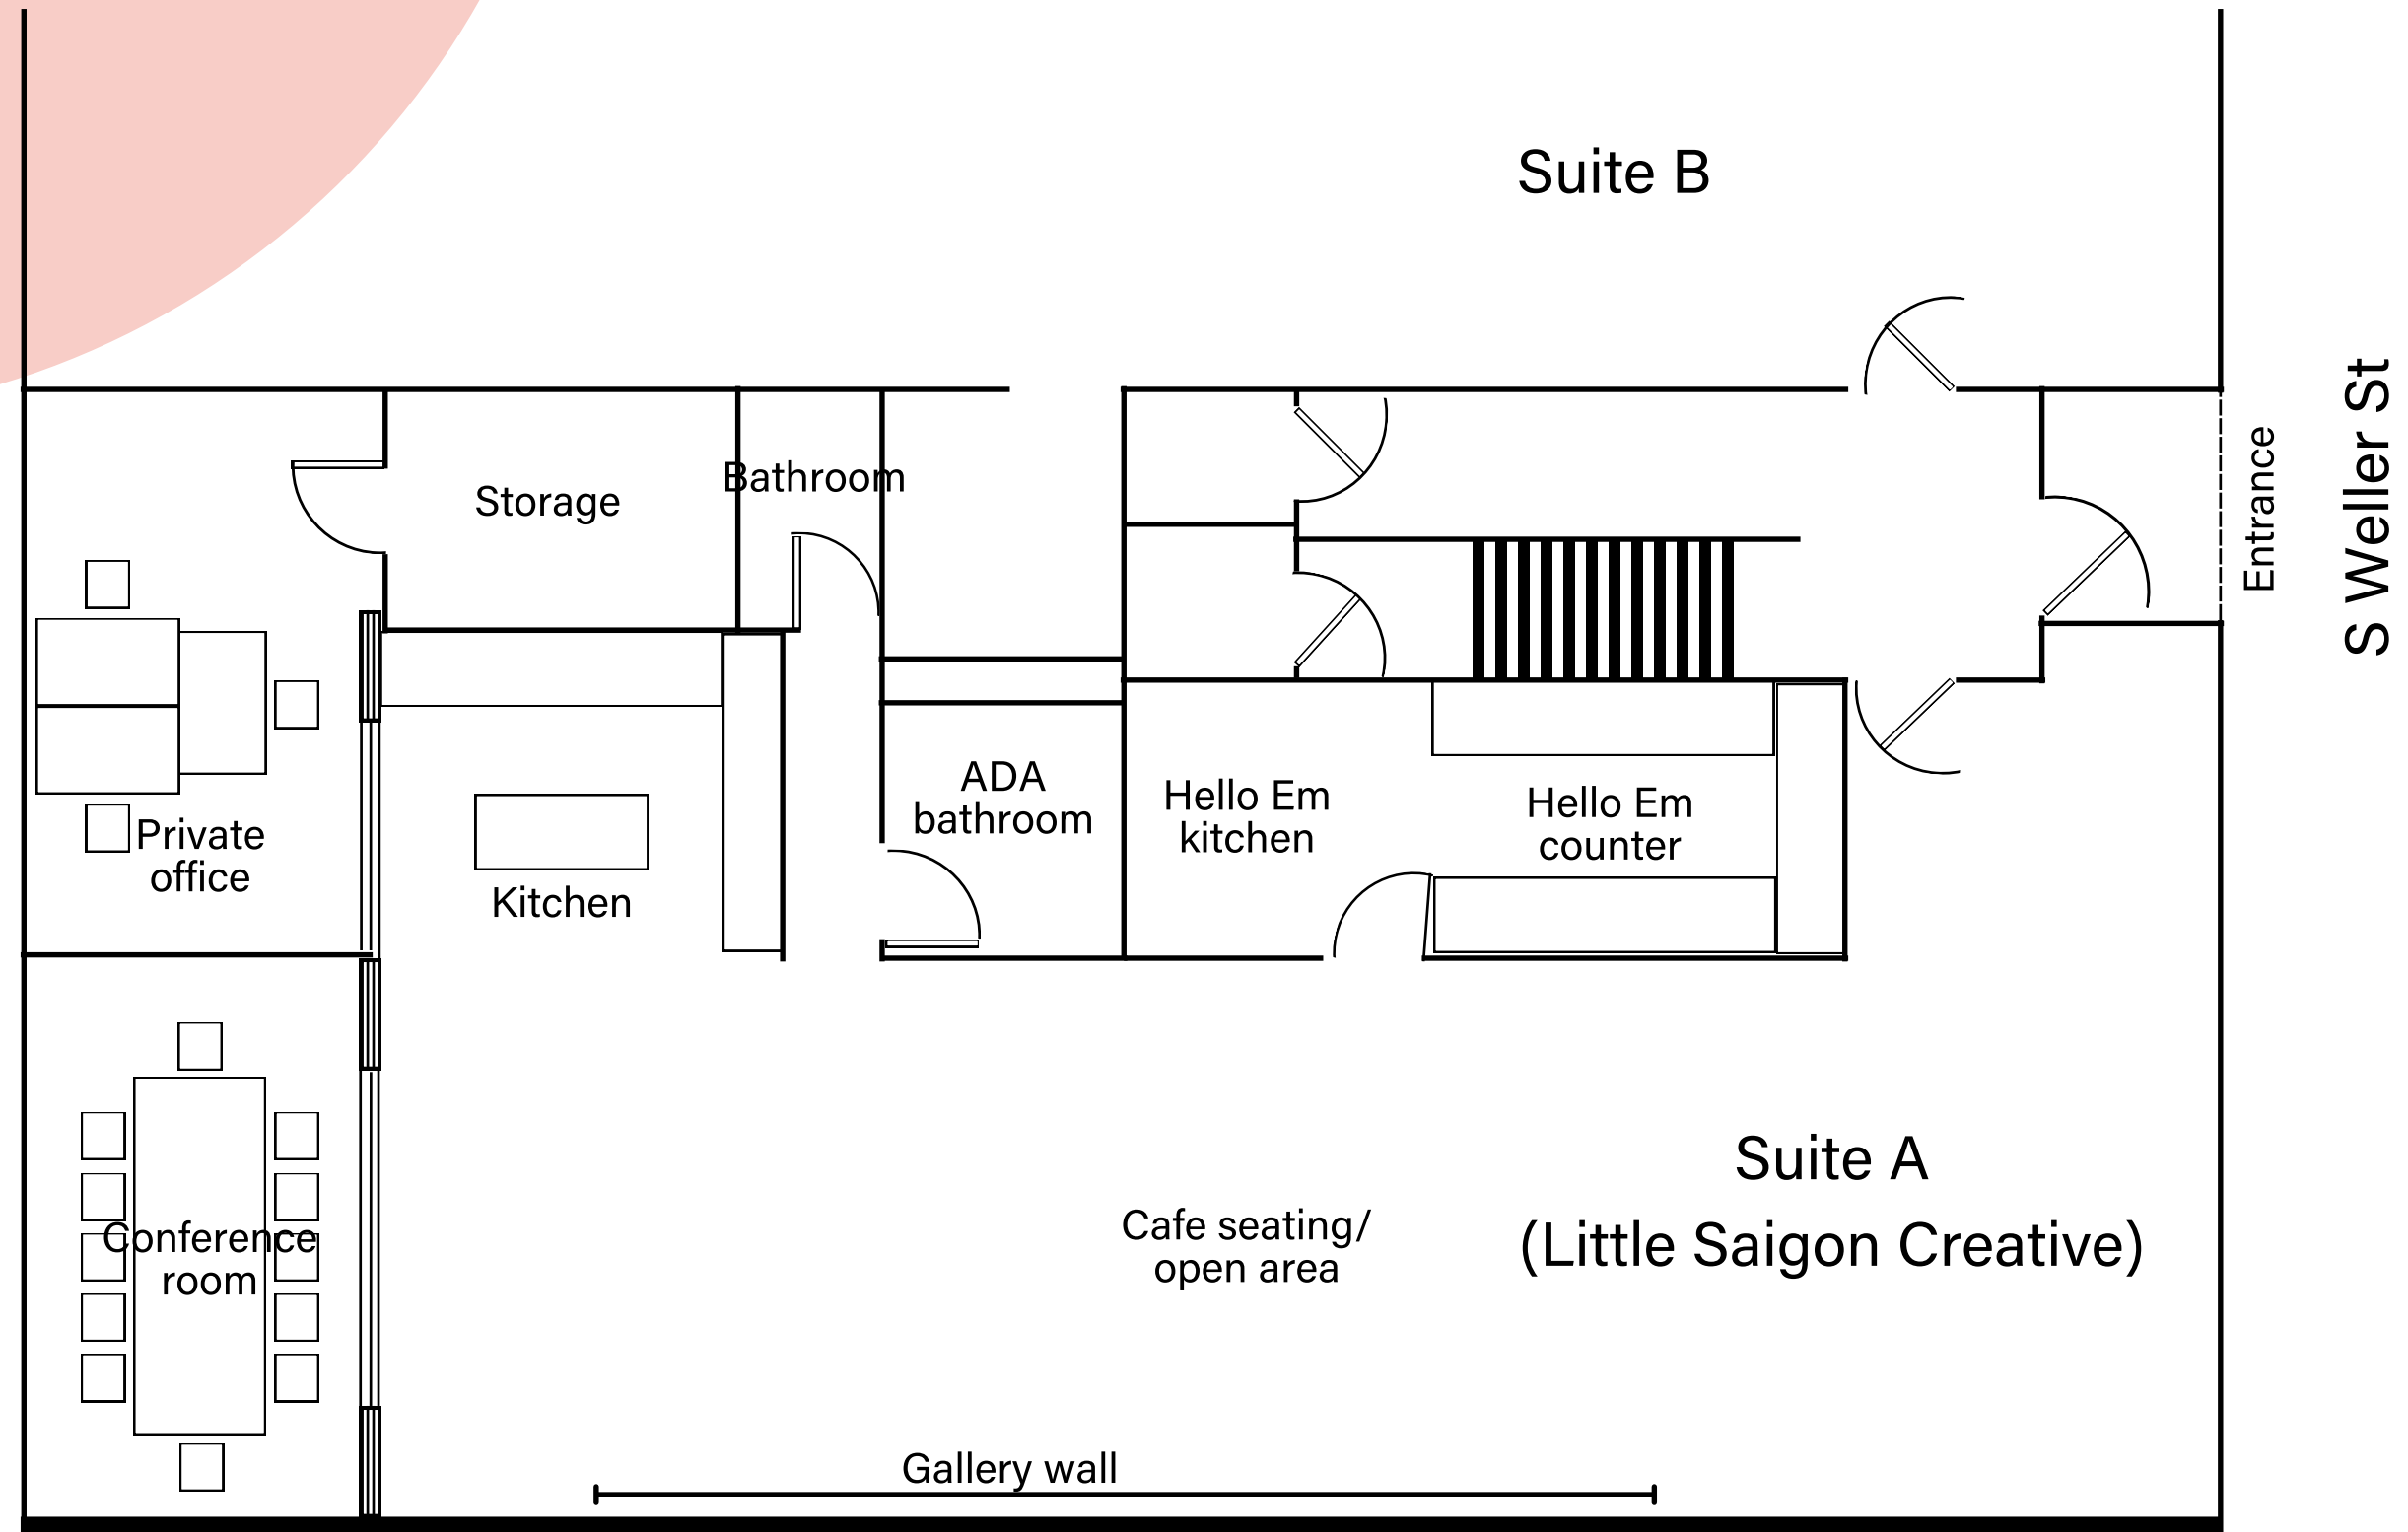 Suite B
S Weller St
Entrance
Storage
Bathroom
Private
office
Kitchen
ADA
bathroom
Hello Em
kitchen
Hello Em
counter
Conference
room
Cafe seating/
open area
Suite A
(Little Saigon Creative)
Gallery wall